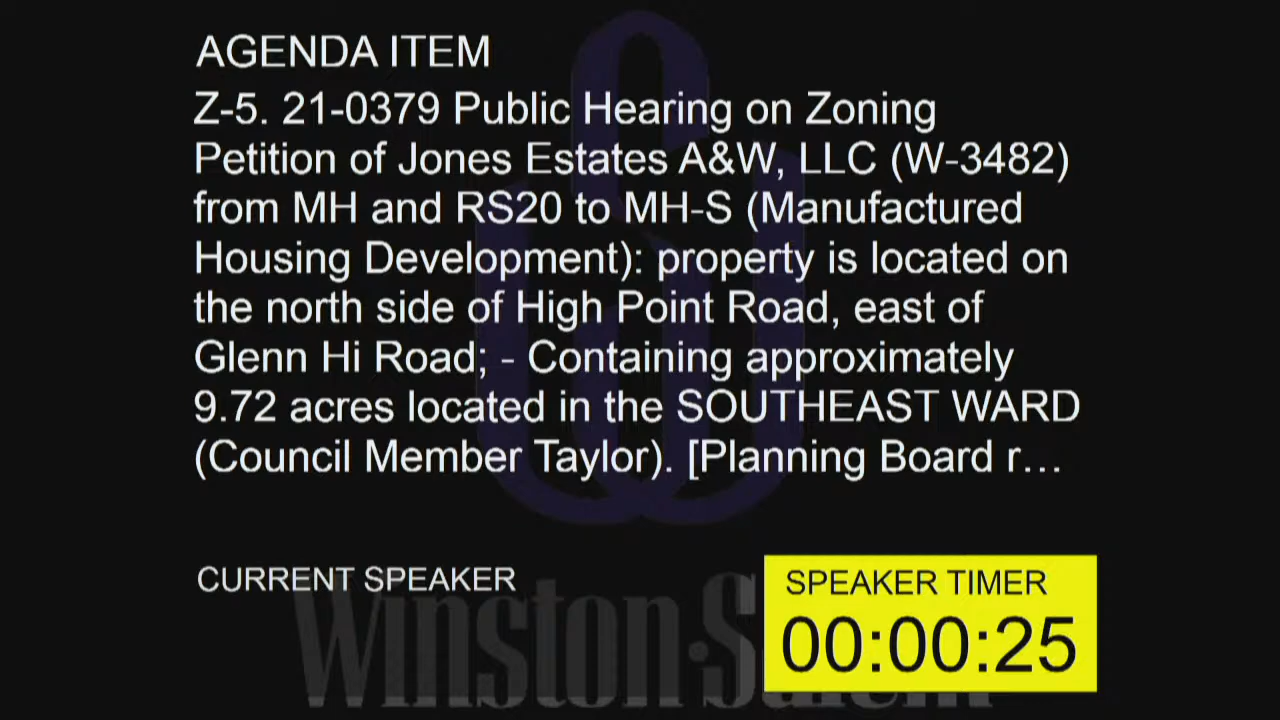 AGENDA ITEM
Z-5. 21-0379 Public Hearing on Zoning
Petition of Jones Estates A&W, LLC (W-3482)
from MH and RS20 to MH-S (Manufactured
Housing Development): property is located on
the north side of High Point Road, east of
Glenn Hi Road; - Containing approximately
9.72 acres located in the SOUTHEAST WARD
(Council Member Taylor). [Planning Board r…
CURRENT SPEAKER
SPEAKER TIMER
00:00:25
Winston·Salem